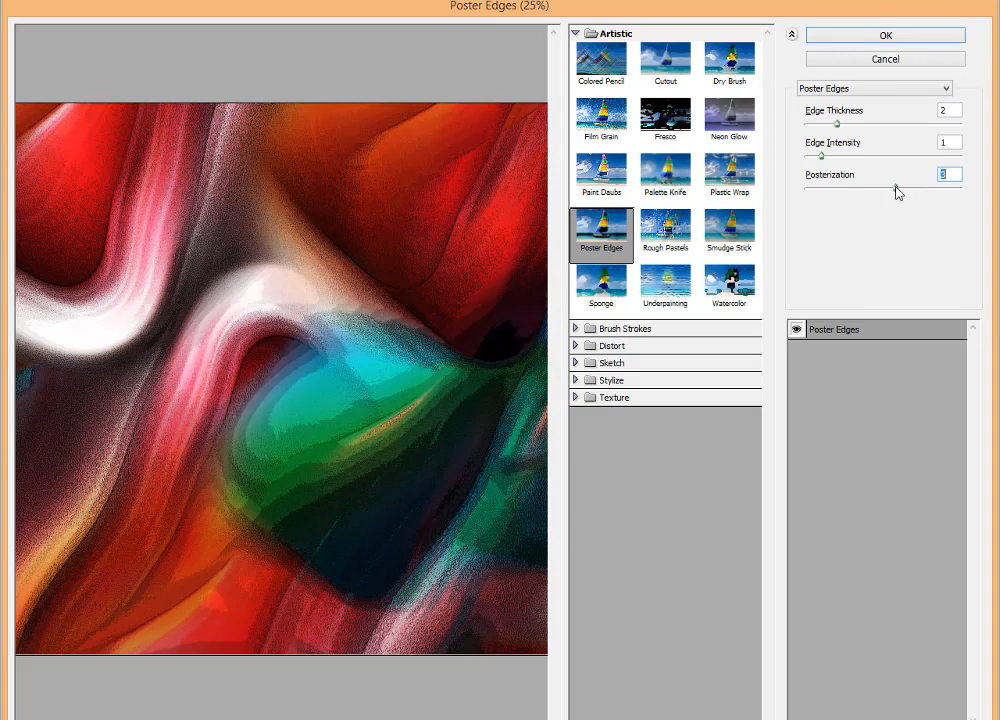 Poster Edges (25%)
Artistic
Colored Pencil
Cutout
Dry Brush
Film Grain
Fresco
Neon Glow
Paint Daubs
Palette Knife
Plastic Wrap
Poster Edges
Rough Pastels
Smudge Stick
Sponge
Underpainting
Watercolor
Brush Strokes
Distort
Sketch
Stylize
Texture
OK
Cancel
Poster Edges
Edge Thickness 2
Edge Intensity 1
Posterization 3
Poster Edges